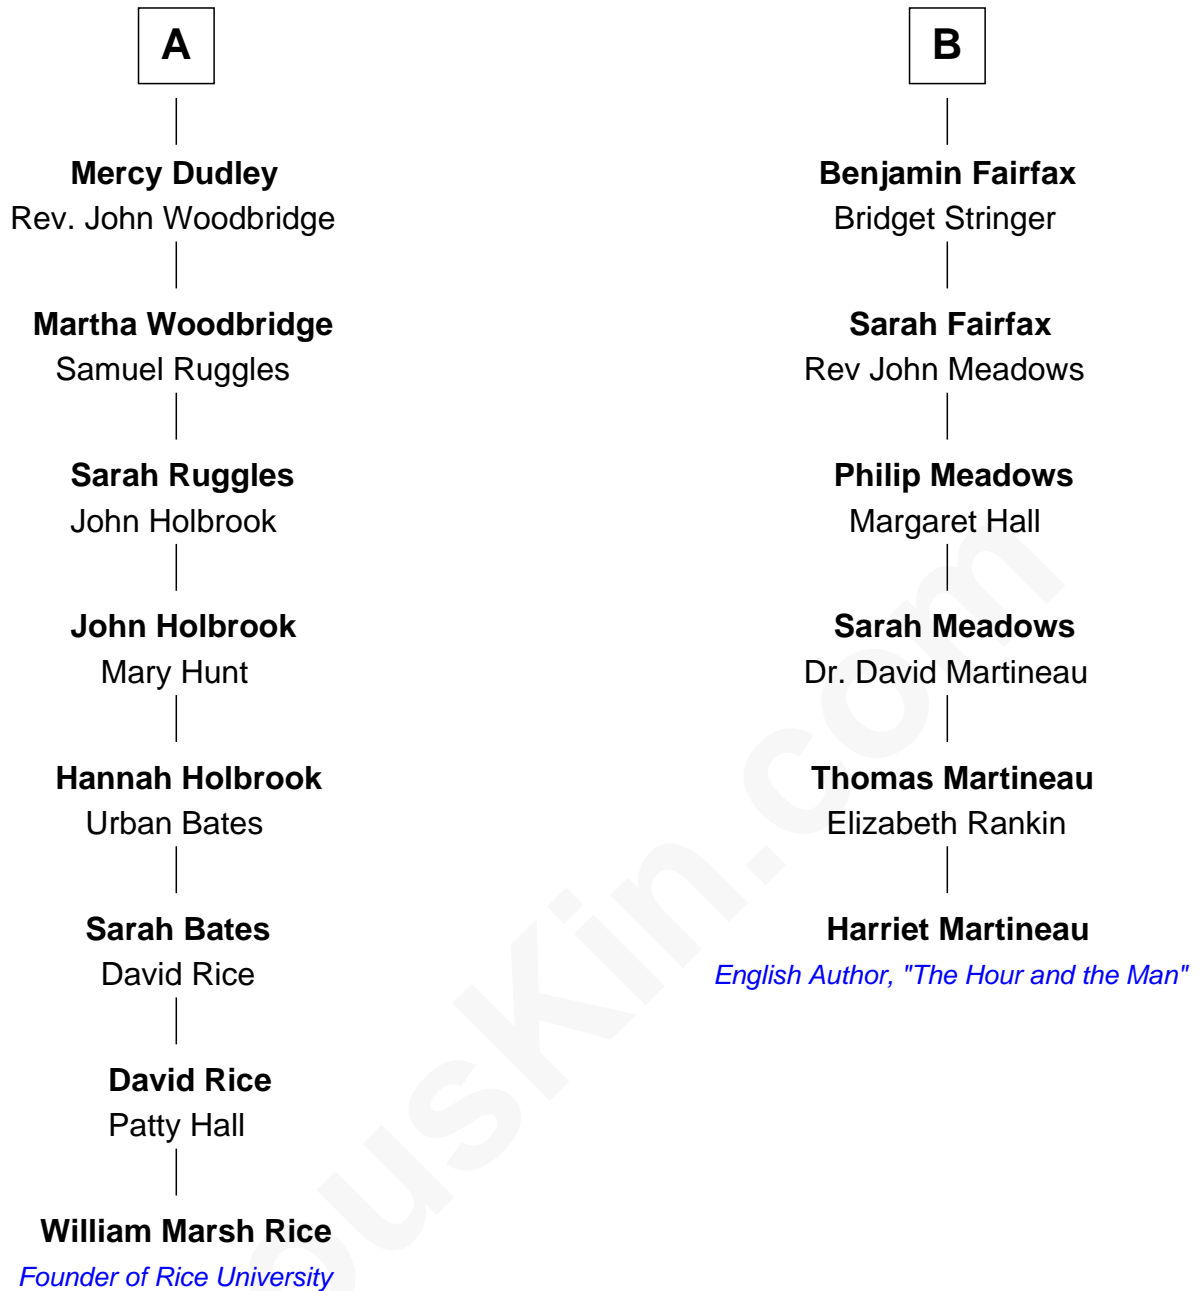 A
Mercy Dudley
Rev. John Woodbridge
Martha Woodbridge
Samuel Ruggles
Sarah Ruggles
John Holbrook
John Holbrook
Mary Hunt
Hannah Holbrook
Urban Bates
Sarah Bates
David Rice
David Rice
Patty Hall
William Marsh Rice
Founder of Rice University
B
Benjamin Fairfax
Bridget Stringer
Sarah Fairfax
Rev John Meadows
Philip Meadows
Margaret Hall
Sarah Meadows
Dr. David Martineau
Thomas Martineau
Elizabeth Rankin
Harriet Martineau
English Author, "The Hour and the Man"
ousKin.com